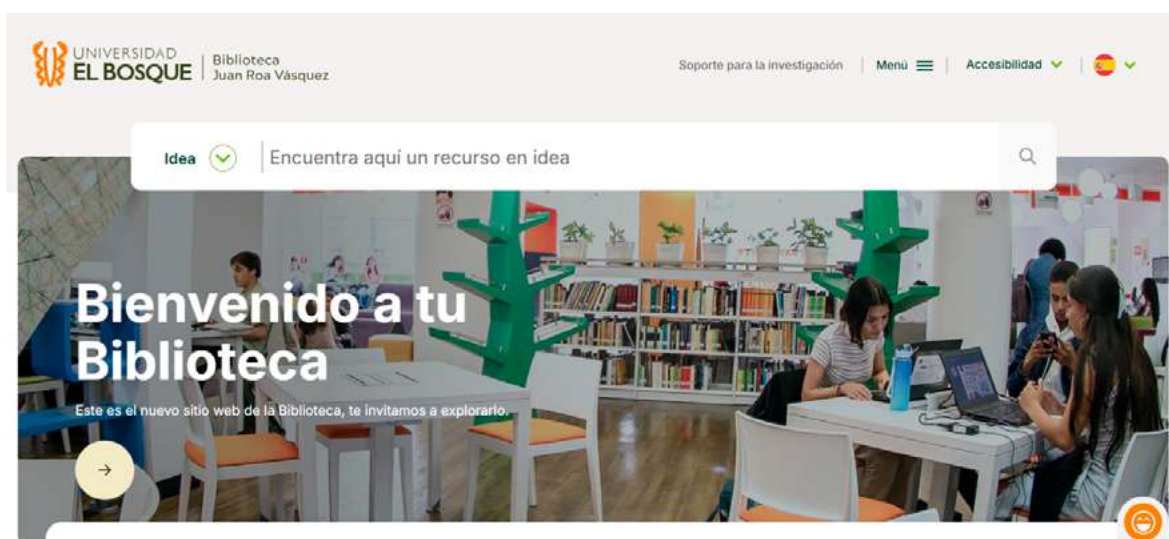 UNIVERSIDAD
EL BOSQUE
Biblioteca
Juan Roa Vásquez
Soporte para la investigación
Menú
Accesibilidad
Idea
Encuentra aquí un recurso en idea
Bienvenido a tu
Biblioteca
Este es el nuevo sitio web de la Biblioteca, te invitamos a explorarlo.